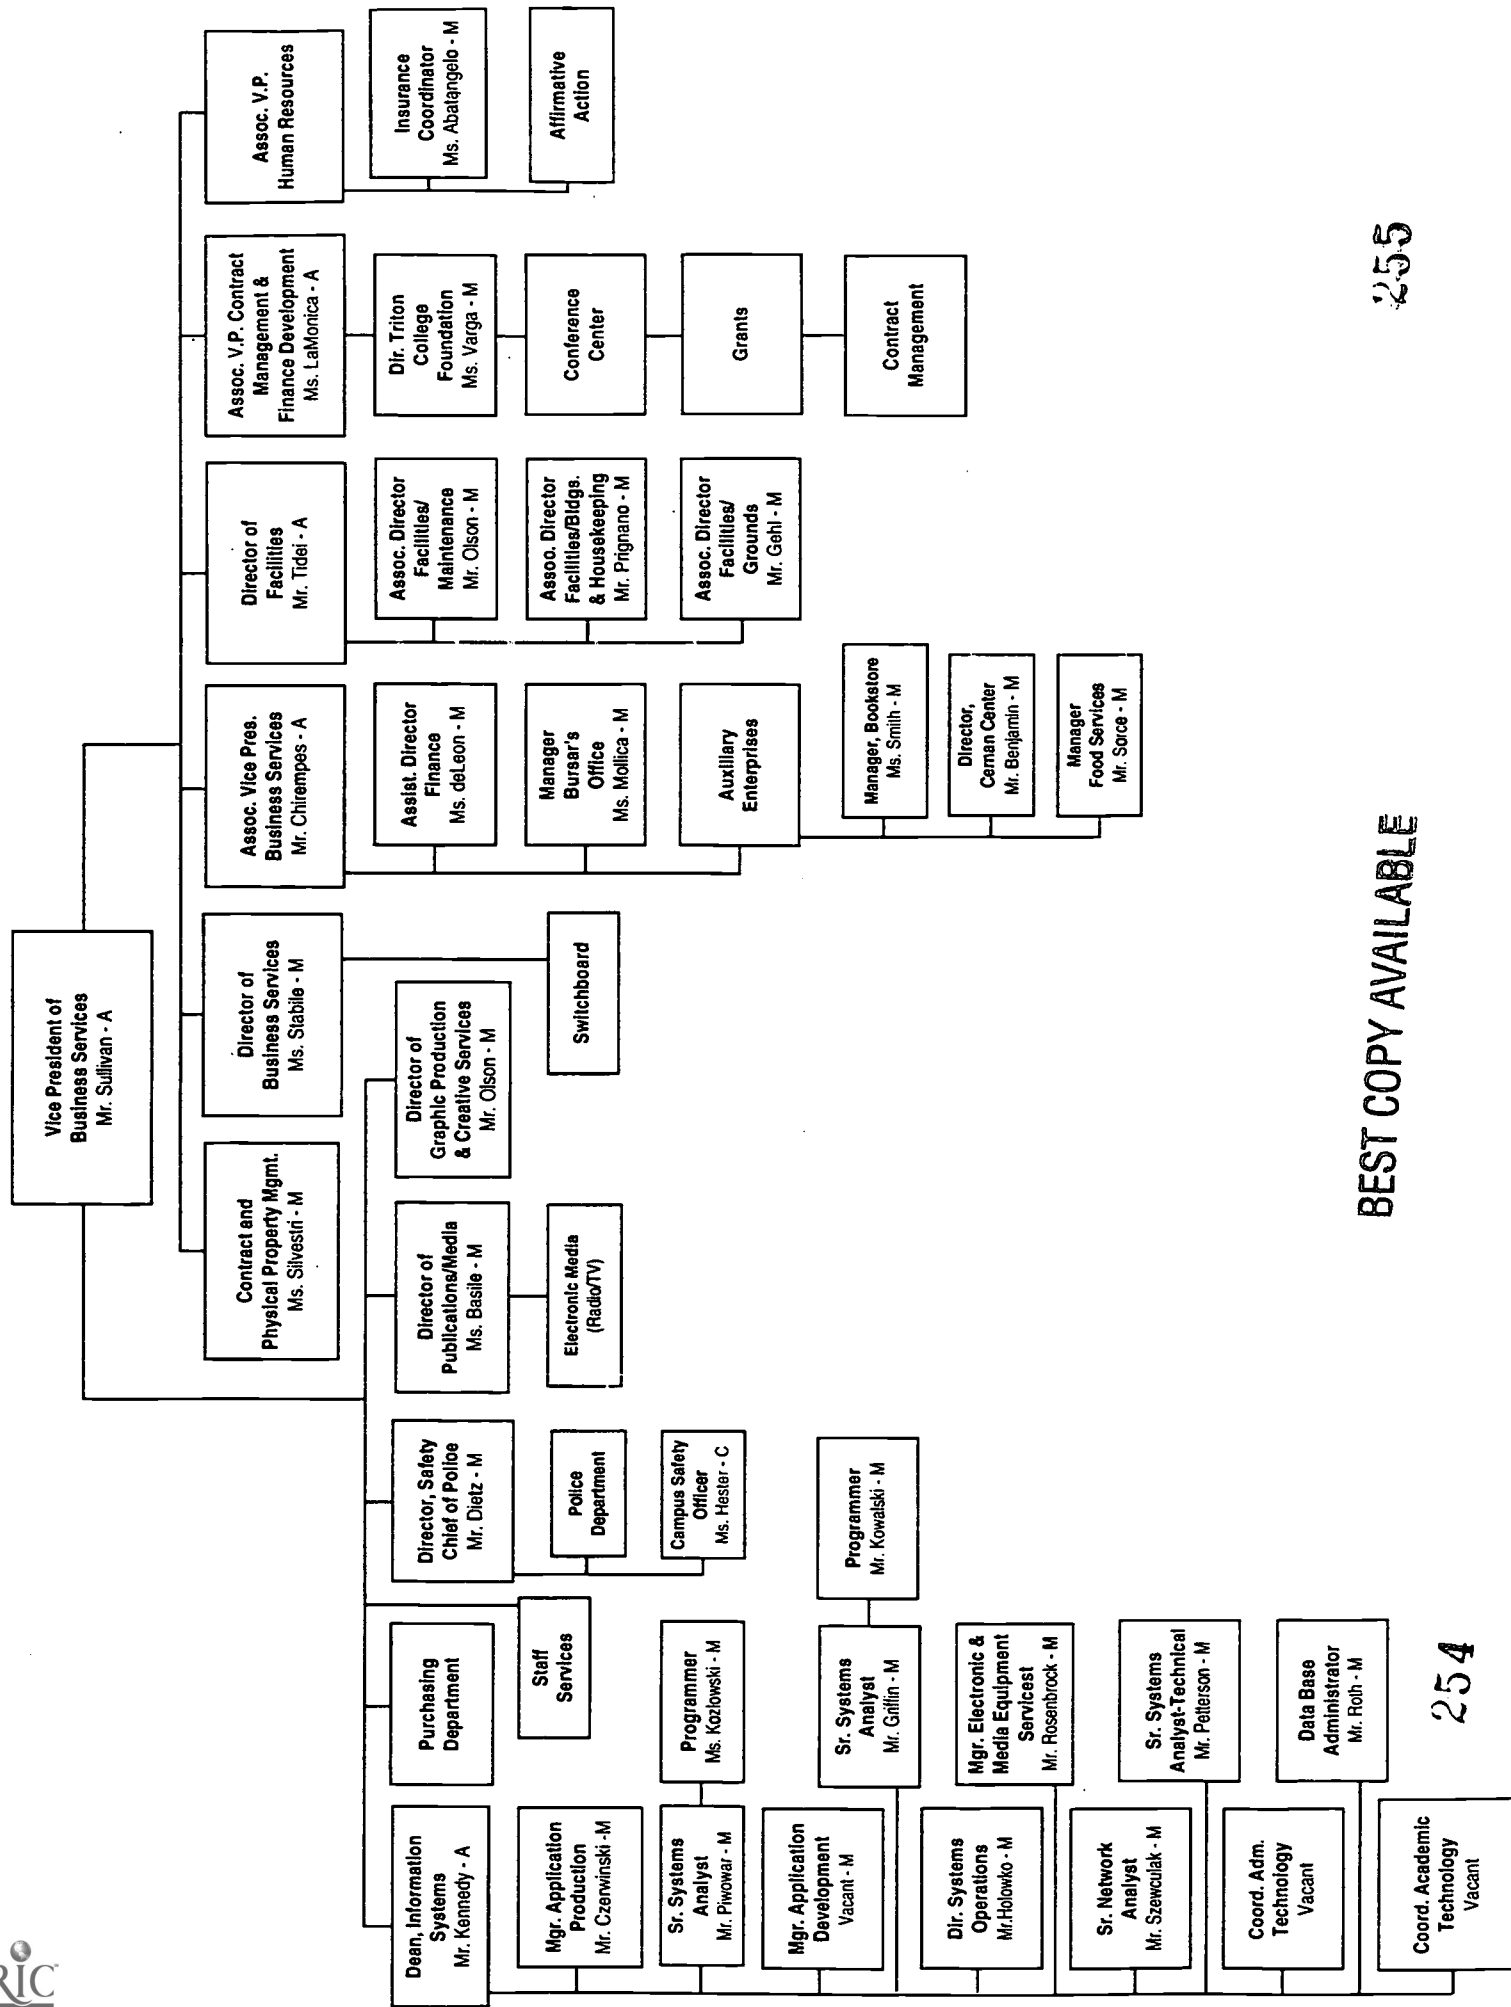 Vice President of
Business Services
Mr. Sullivan - A
Contract and
Physical Property Mgmt.
Ms. Silvestri - M
Director of
Business Services
Ms. Stabile - M
Switchboard
Assoc. Vice Pres.
Business Services
Mr. Chirempes - A
Assist. Director
Finance
Ms. deLeon - M
Manager
Bursar's
Office
Ms. Mollica - M
Auxiliary
Enterprises
Manager, Bookstore
Ms. Smith - M
Director,
Cernan Center
Mr. Benjamin - M
Manager
Food Services
Mr. Sorce - M
Director of
Facilities
Mr. Tidei - A
Assoc. Director
Facilities/
Maintenance
Mr. Olson - M
Assoc. Director
Facilities/Bldgs.
& Housekeeping
Mr. Prignano - M
Assoc. Director
Facilities/
Grounds
Mr. Gehl - M
Assoc. V.P. Contract
Management &
Finance Development
Ms. LaMonica - A
Dir. Triton
College
Foundation
Ms. Varga - M
Conference
Center
Grants
Contract
Management
Assoc. V.P.
Human Resources
Insurance
Coordinator
Ms. Abatangelo - M
Affirmative
Action
Dean, Information
Systems
Mr. Kennedy - A
Mgr. Application
Production
Mr. Czerwinski -M
Sr. Systems
Analyst
Mr. Piwowar - M
Programmer
Ms. Kozlowski - M
Mgr. Application
Development
Vacant - M
Sr. Systems
Analyst
Mr. Griffin - M
Programmer
Mr. Kowalski - M
Dir. Systems
Operations
Mr.Holowko - M
Mgr. Electronic &
Media Equipment
Servicest
Mr. Rosenbrock - M
Sr. Network
Analyst
Mr. Szewculak - M
Sr. Systems
Analyst-Technical
Mr. Petterson - M
Coord. Adm.
Technology
Vacant
Data Base
Administrator
Mr. Roth - M
Coord. Academic
Technology
Vacant
Purchasing
Department
Staff
Services
Director, Safety
Chief of Police
Mr. Dietz - M
Police
Department
Campus Safety
Officer
Ms. Hester - C
Director of
Publications/Media
Ms. Basile - M
Electronic Media
(Radio/TV)
Director of
Graphic Production
& Creative Services
Mr. Olson - M
254
BEST COPY AVAILABLE
255
RIC